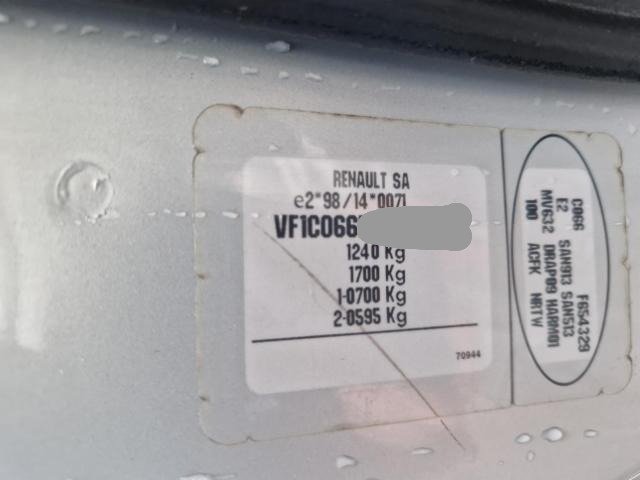 RENAULT SA
e2*98/14*0071
VF1C066
1240 Kg
1700 Kg
1-0700 Kg
2-0595 Kg
70944
C066 F654329
E2 SAN913 SAN513
MV632 DRAP09 HARM01
100 ACFK NRTW